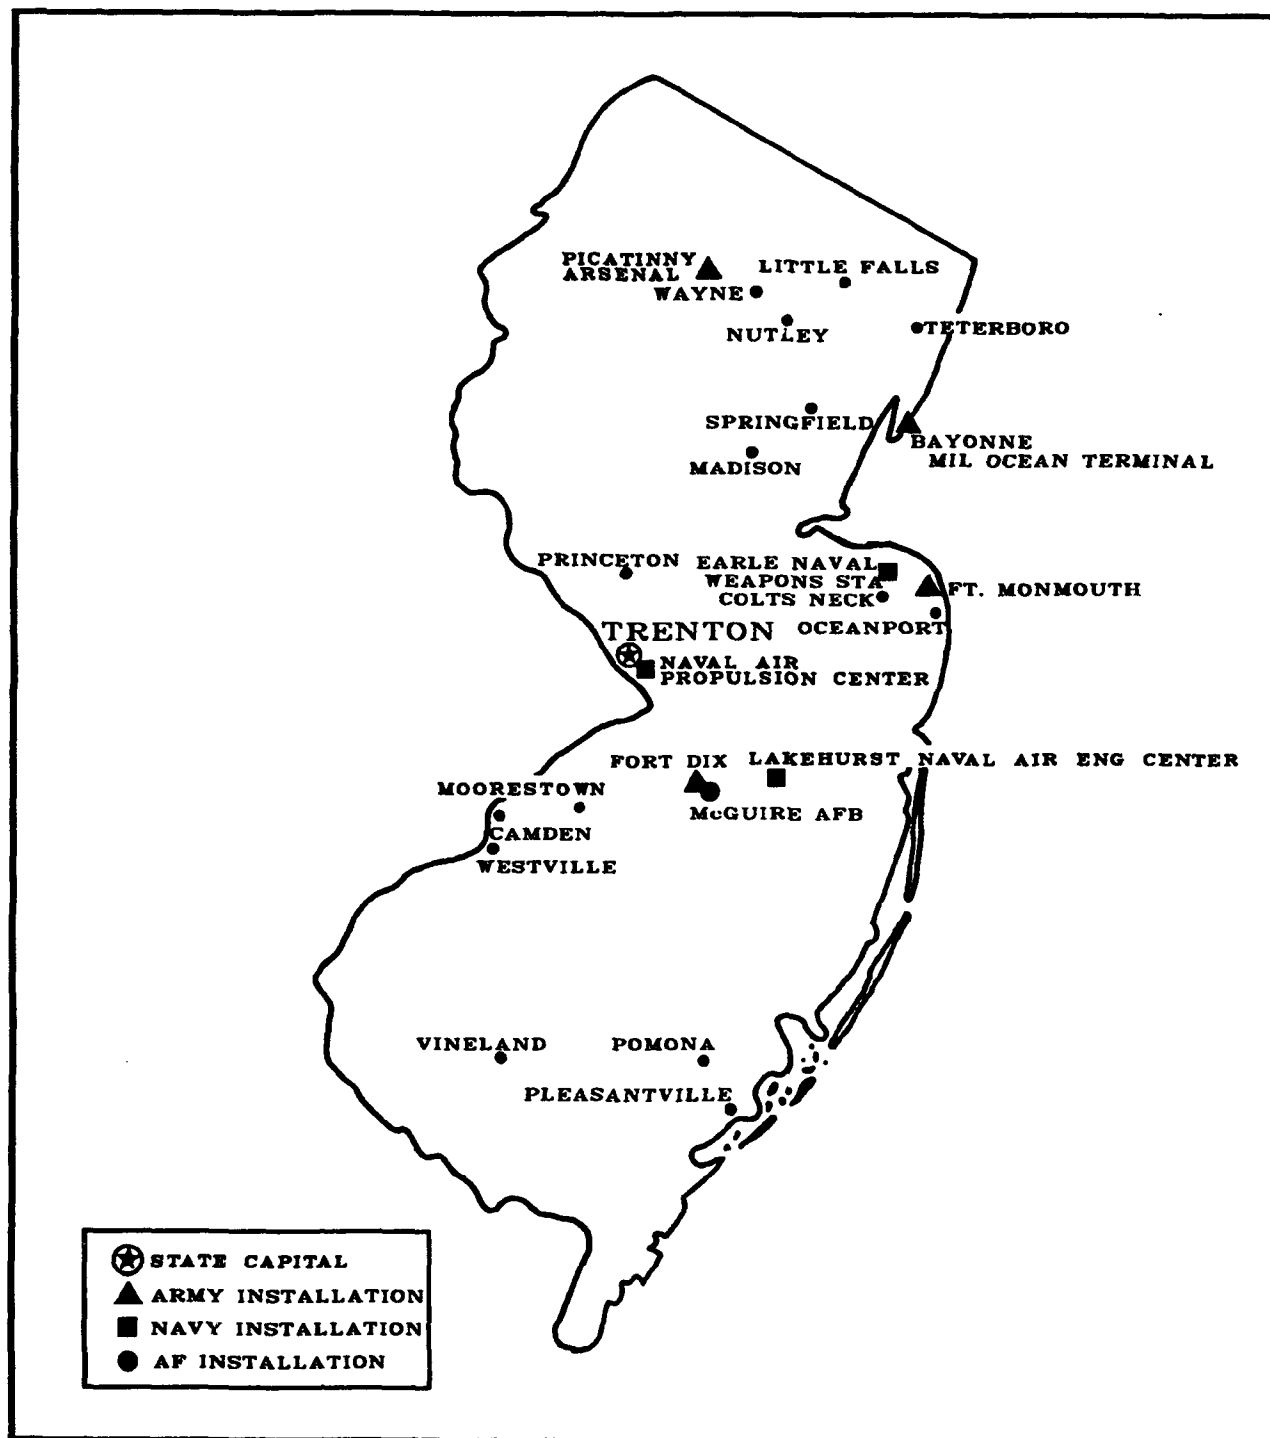 PICATINNY
ARSENAL
LITTLE FALLS
WAYNE
NUTLEY
TETERBORO
SPRINGFIELD
BAYONNE
MIL OCEAN TERMINAL
MADISON
PRINCETON
EARLE NAVAL
WEAPONS STA
COLTS NECK
FT. MONMOUTH
TRENTON
OCEANPORT
NAVAL AIR
PROPULSION CENTER
FORT DIX
LAKEHURST NAVAL AIR ENG CENTER
MOORESTOWN
McGUIRE AFB
CAMDEN
WESTVILLE
VINELAND
POMONA
PLEASANTVILLE
STATE CAPITAL
ARMY INSTALLATION
NAVY INSTALLATION
AF INSTALLATION